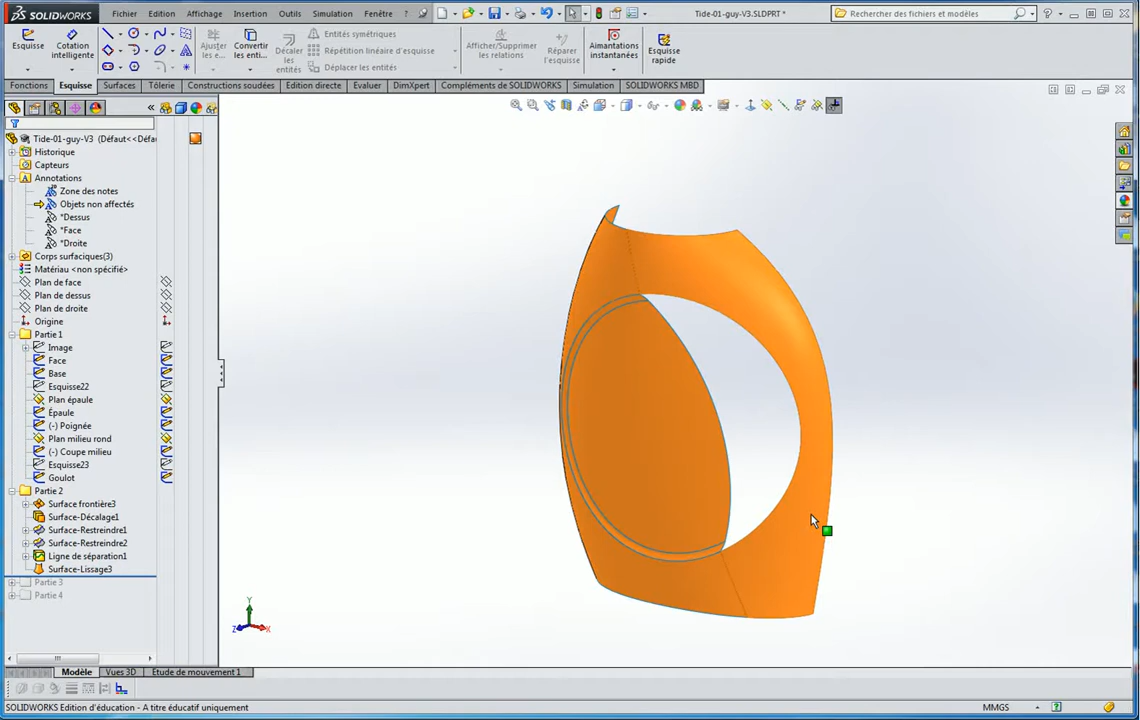 SOLIDWORKS
Fichier Edition Affichage Insertion Outils Simulation Fenêtre ?
Tide-01-guy-V3.SLDPRT *
Rechercher des fichiers et modèles
Esquisse
Cotation intelligente
Ajuster les e...
Convertir les enti...
Décaler les entités
Entités symétriques
Répétition linéaire d'esquisse
Déplacer les entités
Afficher/Supprimer les relations
Réparer l'esquisse
Aimantations instantanées
Esquisse rapide
Fonctions Esquisse Surfaces Tôlerie Constructions soudées Edition directe Evaluer DimXpert Compléments de SOLIDWORKS Simulation SOLIDWORKS MBD
Tide-01-guy-V3 (Défaut<<Défa
Historique
Capteurs
Annotations
Zone des notes
Objets non affectés
*Dessus
*Face
*Droite
Corps surfaciques(3)
Matériau <non spécifié>
Plan de face
Plan de dessus
Plan de droite
Origine
Partie 1
Image
Face
Base
Esquisse22
Plan épaule
Épaule
(-) Poignée
Plan milieu rond
(-) Coupe milieu
Esquisse23
Goulot
Partie 2
Surface frontière3
Surface-Décalage1
Surface-Restreindre1
Surface-Restreindre2
Ligne de séparation1
Surface-Lissage3
Partie 3
Partie 4
Y
Z X
Modèle Vues 3D Etude de mouvement 1
SOLIDWORKS Edition d'éducation - A titre éducatif uniquement
MMGS